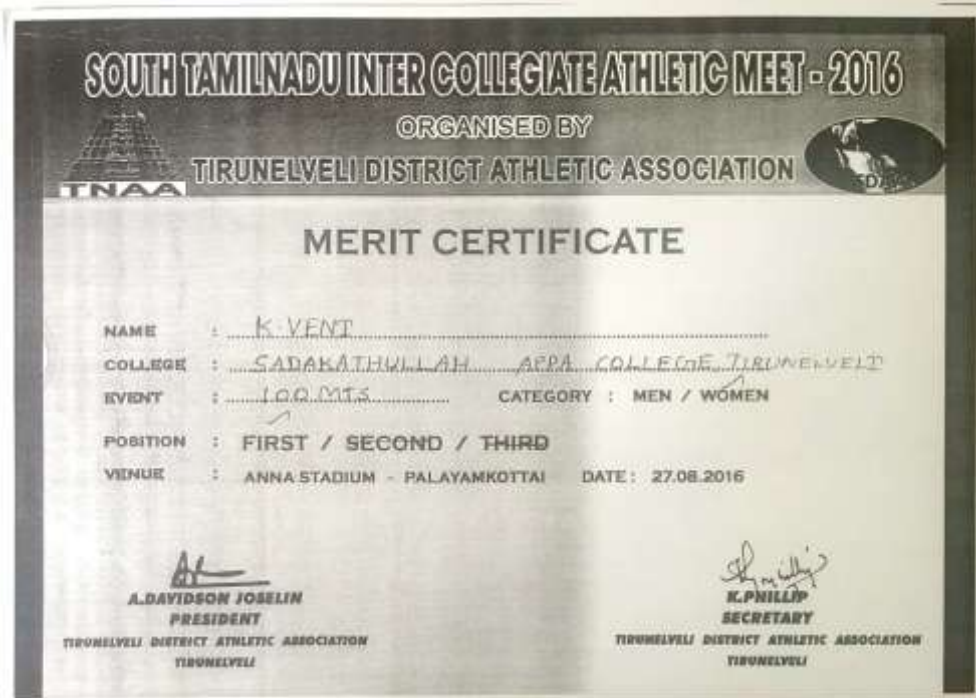 SOUTH TAMILNADU INTER COLLEGIATE ATHLETIC MEET - 2016
ORGANISED BY
TIRUNELVELI DISTRICT ATHLETIC ASSOCIATION
TNAA
MERIT CERTIFICATE
NAME : K. VENI
COLLEGE : SADAKATHULLAH APPA COLLEGE, TIRUNELVELI
EVENT : 100 MTS CATEGORY : MEN / WOMEN
POSITION : FIRST / SECOND / THIRD
VENUE : ANNA STADIUM - PALAYAMKOTTAI DATE : 27.08.2016
A.DAVIDSON JOSELIN
PRESIDENT
TIRUNELVELI DISTRICT ATHLETIC ASSOCIATION
TIRUNELVELI
K.PHILLIP
SECRETARY
TIRUNELVELI DISTRICT ATHLETIC ASSOCIATION
TIRUNELVELI